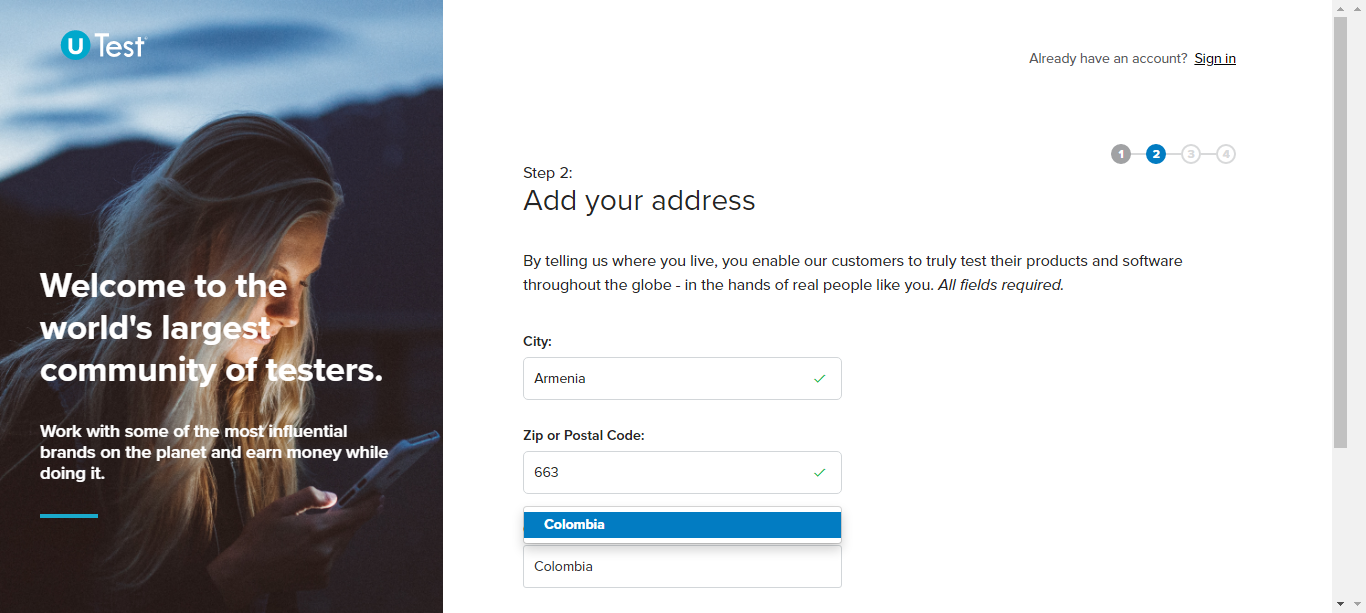 U Test
Already have an account? Sign in
1 2 3 4
Step 2:
Add your address
By telling us where you live, you enable our customers to truly test their products and software
throughout the globe - in the hands of real people like you. All fields required.
City:
Armenia
Zip or Postal Code:
663
Colombia
Colombia
Welcome to the
world's largest
community of testers.
Work with some of the most influential
brands on the planet and earn money while
doing it.